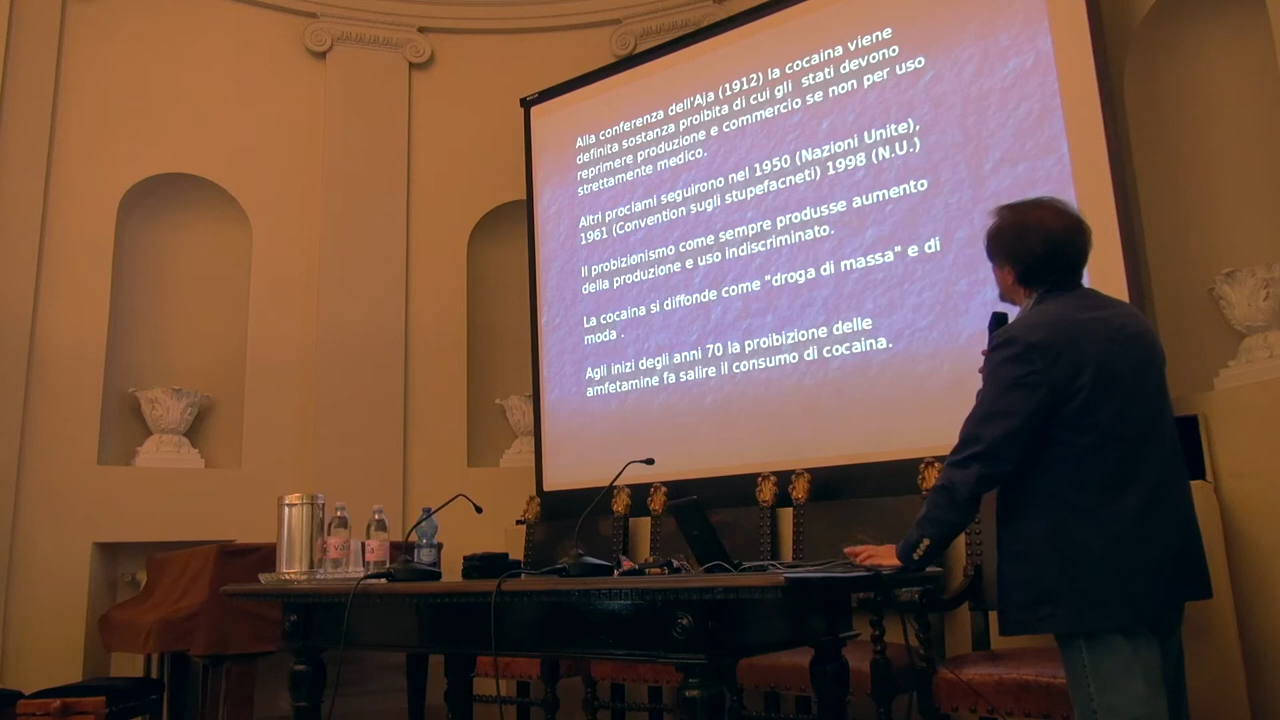 Alla conferenza dell'Aja (1912) la cocaina viene
definita sostanza proibita di cui gli stati devono
reprimere produzione e commercio se non per uso
strettamente medico.
Altri proclami seguirono nel 1950 (Nazioni Unite),
1961 (Convention sugli stupefacneti) 1998 (N.U.)
Il probizionismo come sempre produsse aumento
della produzione e uso indiscriminato.
La cocaina si diffonde come "droga di massa" e di
moda .
Agli inizi degli anni 70 la proibizione delle
amfetamine fa salire il consumo di cocaina.